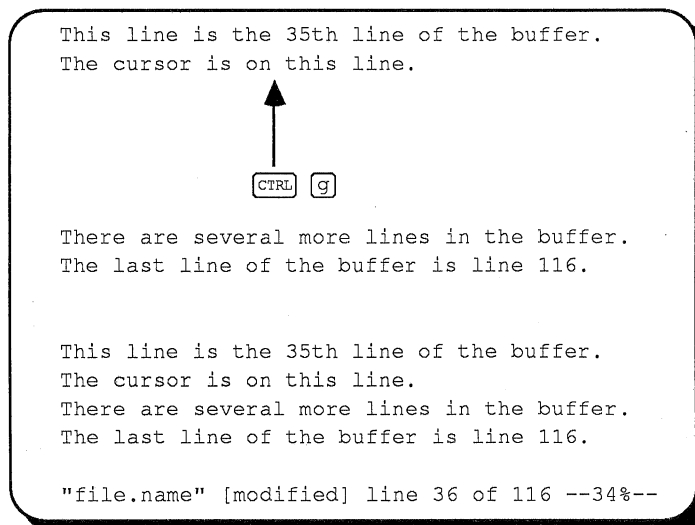 This line is the 35th line of the buffer.
The cursor is on this line.
CTRL g
There are several more lines in the buffer.
The last line of the buffer is line 116.
This line is the 35th line of the buffer.
The cursor is on this line.
There are several more lines in the buffer.
The last line of the buffer is line 116.
"file.name" [modified] line 36 of 116 --34%--